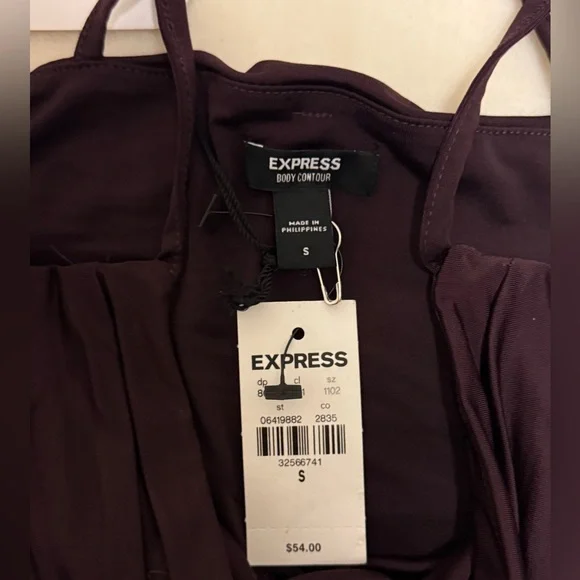 EXPRESS
BODY CONTOUR
MADE IN
PHILIPPINES
S
EXPRESS
dp cl sz
1102
st co
06419882 2835
32566741
S
$54.00